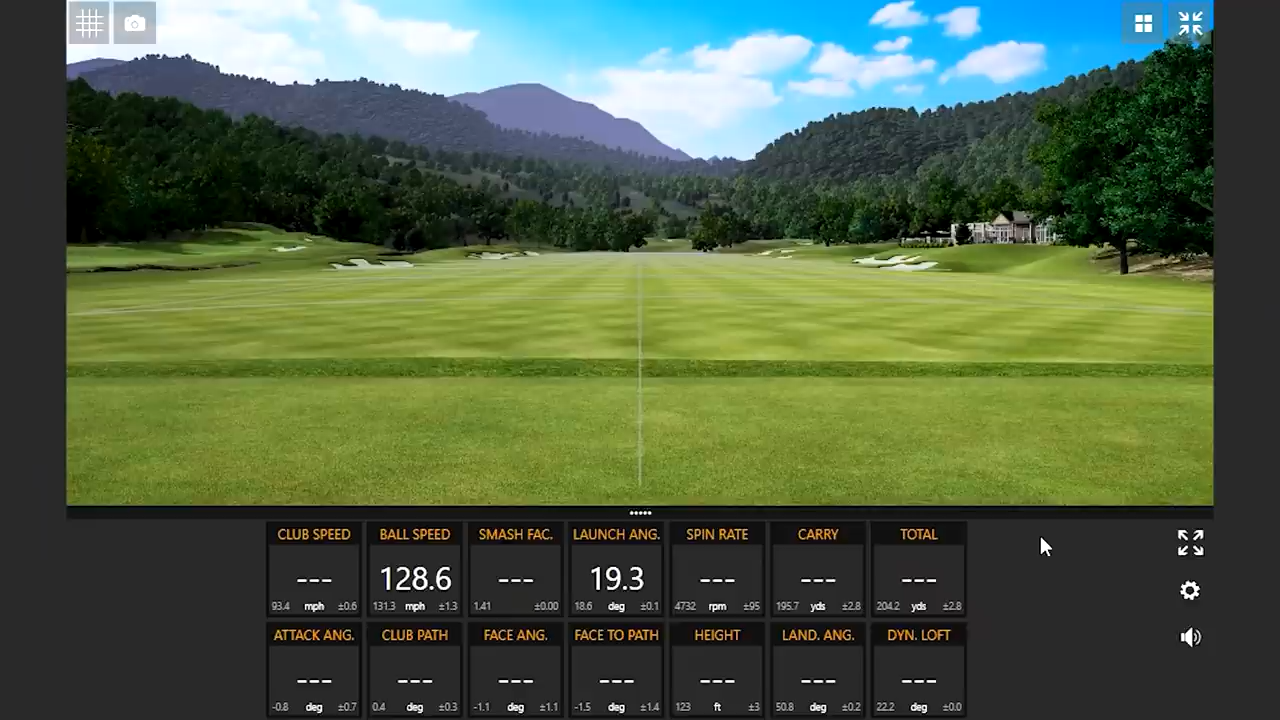 CLUB SPEED BALL SPEED SMASH FAC. LAUNCH ANG. SPIN RATE CARRY TOTAL
--- 128.6 --- 19.3 --- --- ---
93.4 mph ±0.6 131.3 mph ±1.3 1.41 ±0.00 18.6 deg ±0.1 4732 rpm ±95 195.7 yds ±2.8 204.2 yds ±2.8
ATTACK ANG. CLUB PATH FACE ANG. FACE TO PATH HEIGHT LAND. ANG. DYN. LOFT
--- --- --- --- --- --- ---
-0.8 deg ±0.7 0.4 deg ±0.3 -1.1 deg ±1.1 -1.5 deg ±1.4 123 ft ±3 50.8 deg ±0.2 22.2 deg ±0.0